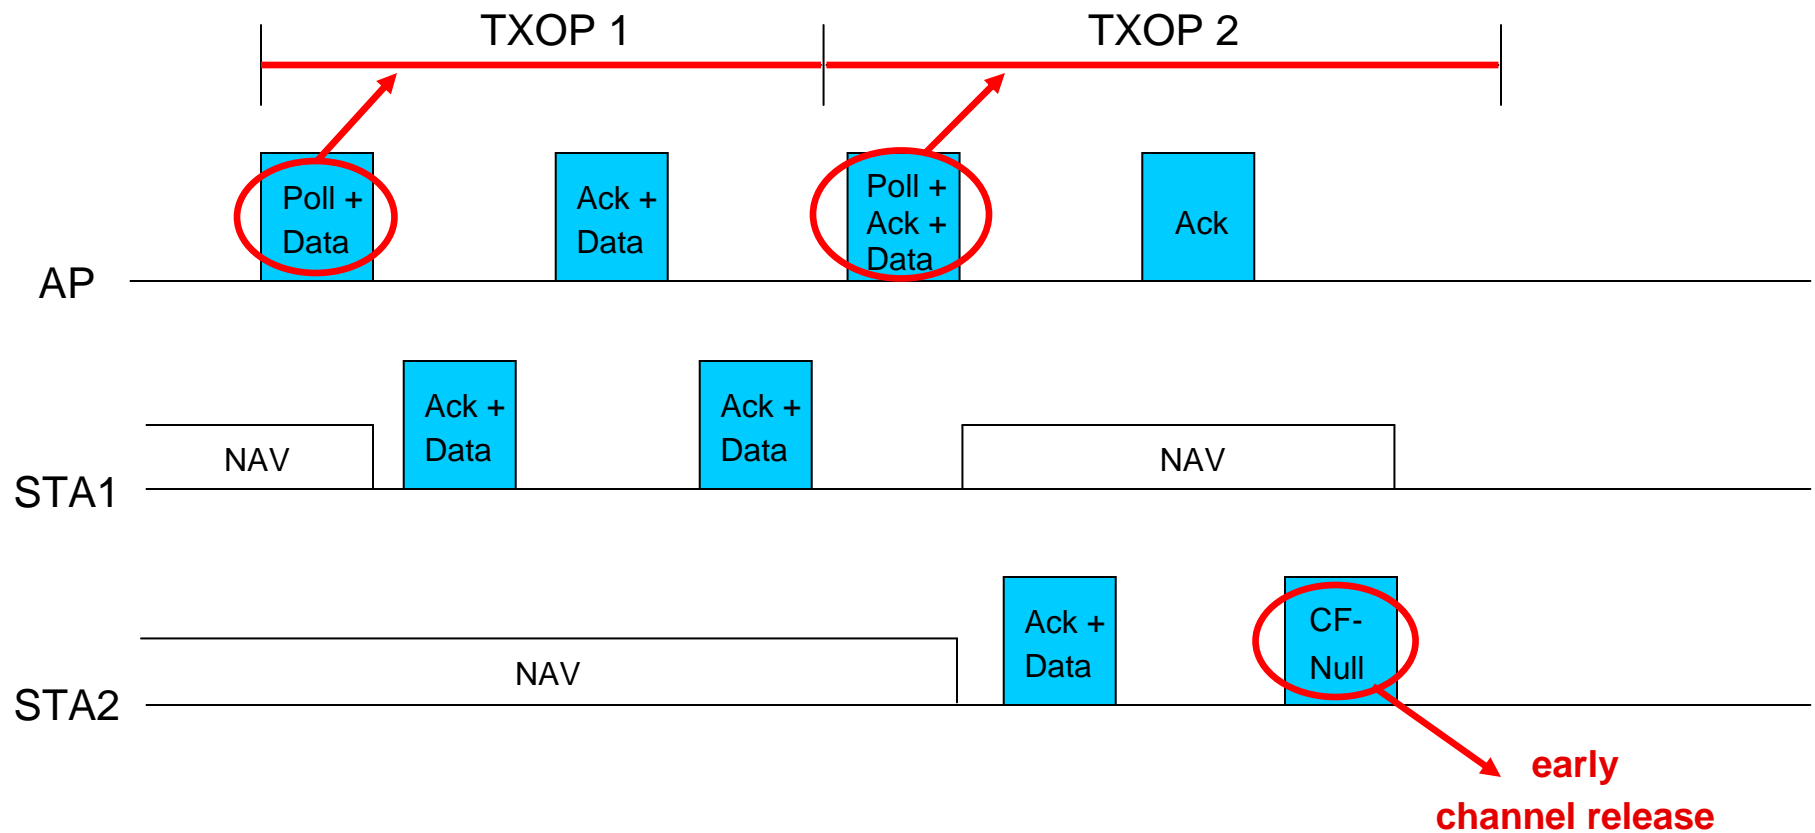 TXOP 1
TXOP 2
Poll +
Data
Ack +
Data
Poll +
Ack +
Data
Ack
AP
Ack +
Data
Ack +
Data
NAV
NAV
STA1
Ack +
Data
CF-
Null
NAV
STA2
early
channel release